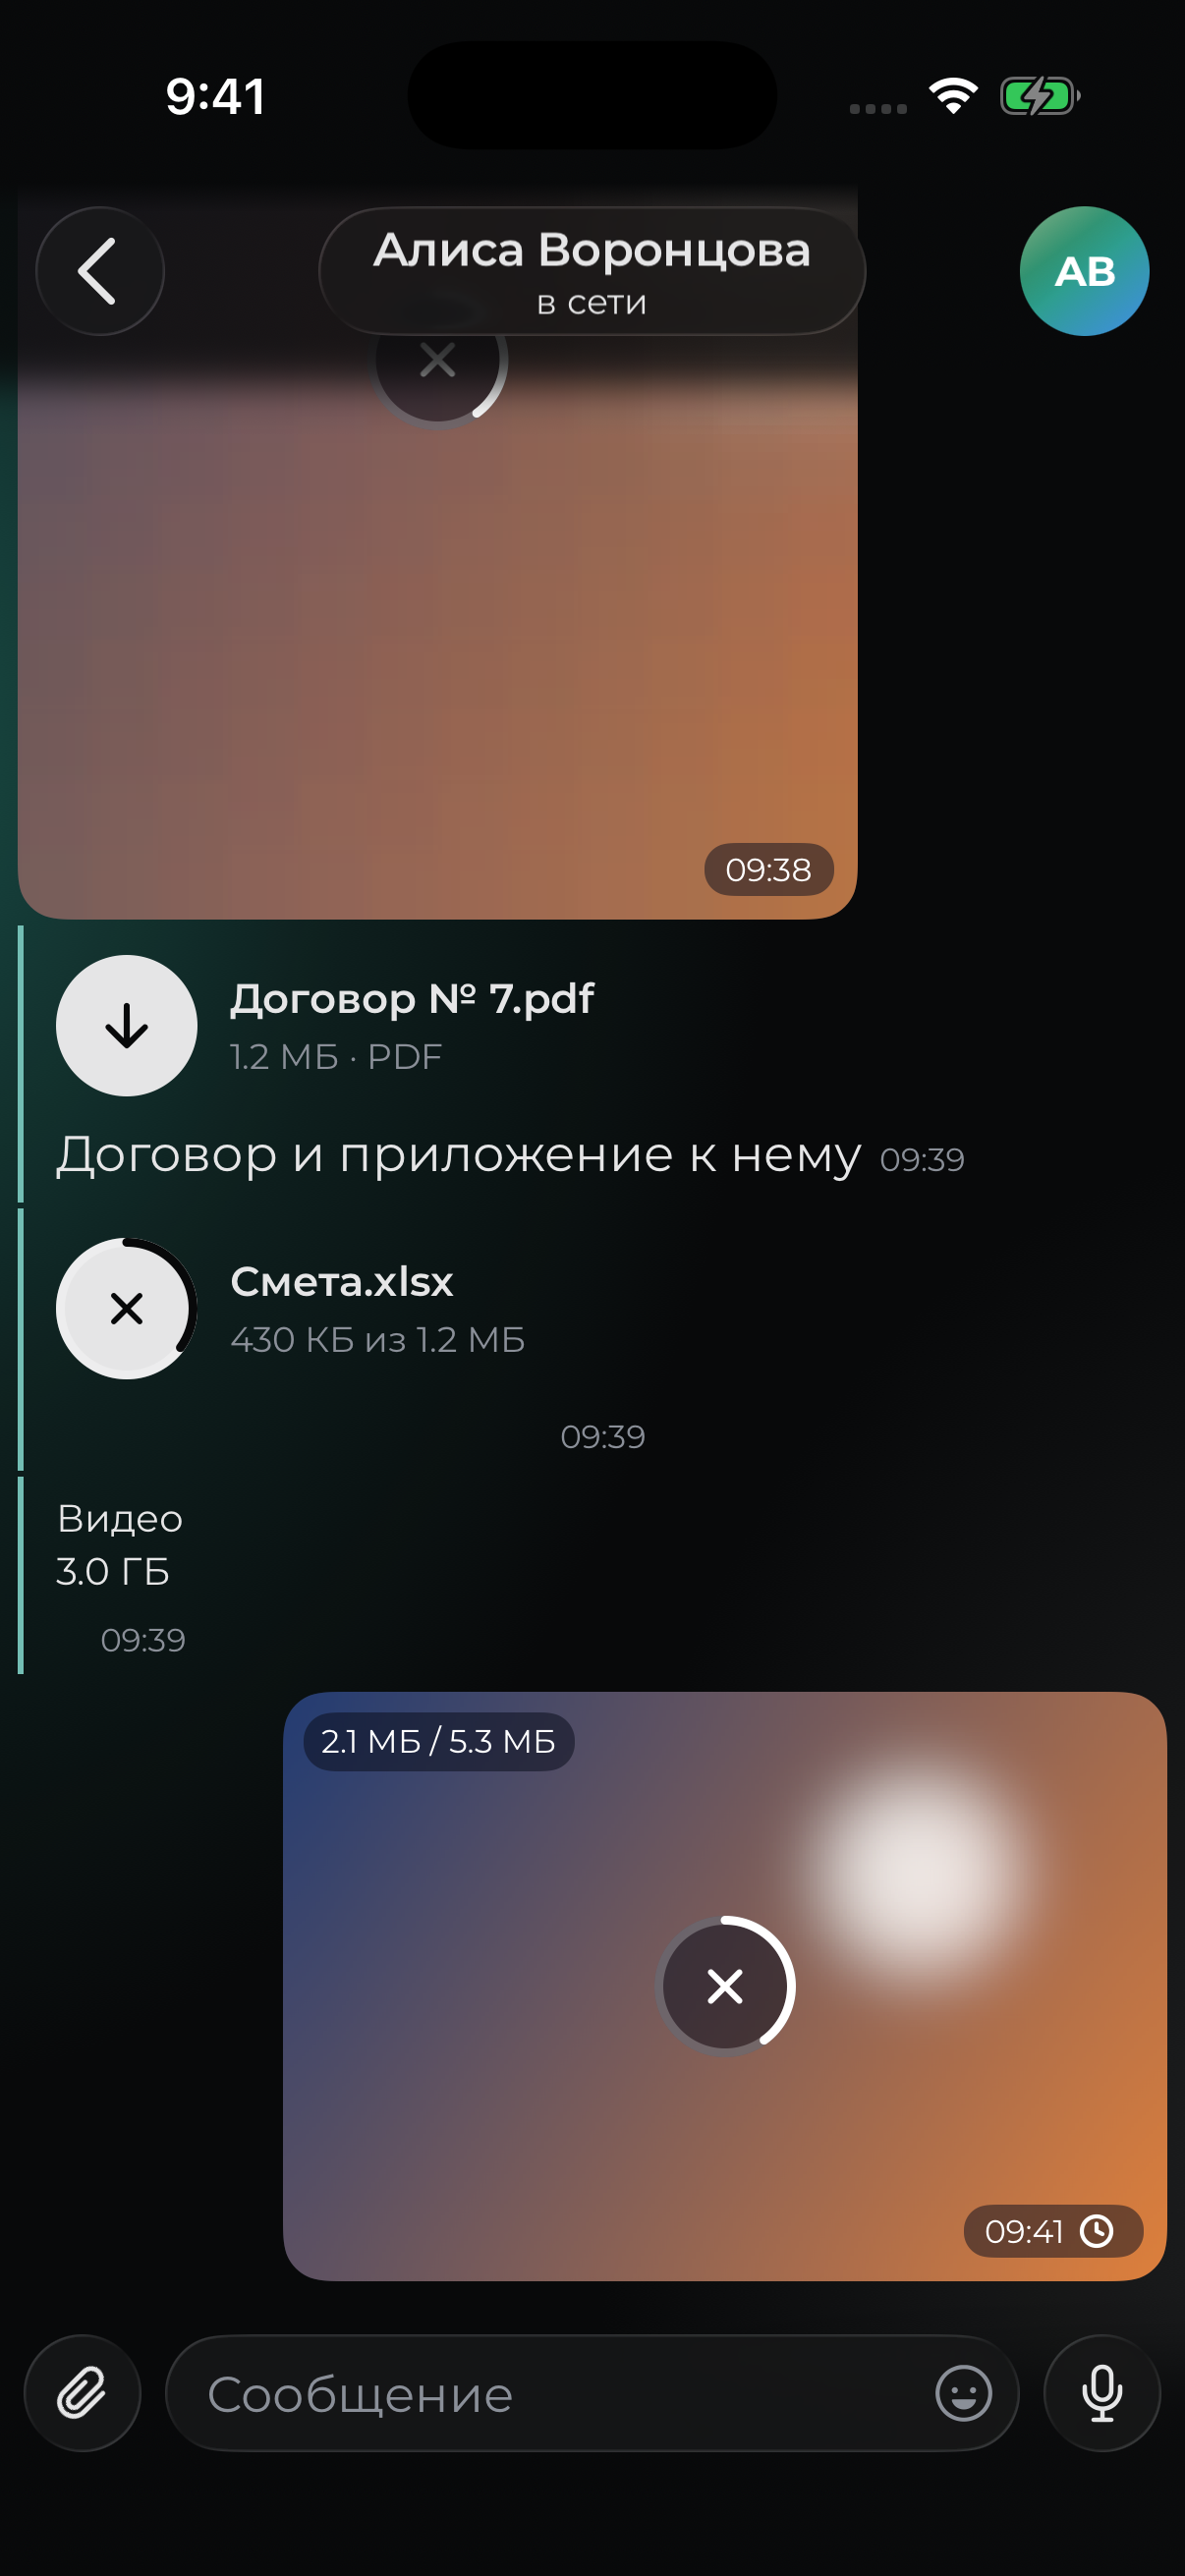 9:41
Алиса Воронцова
в сети
АВ
09:38
Договор № 7.pdf
1.2 МБ · PDF
Договор и приложение к нему 09:39
Смета.xlsx
430 КБ из 1.2 МБ
09:39
Видео
3.0 ГБ
09:39
2.1 МБ / 5.3 МБ
09:41
Сообщение